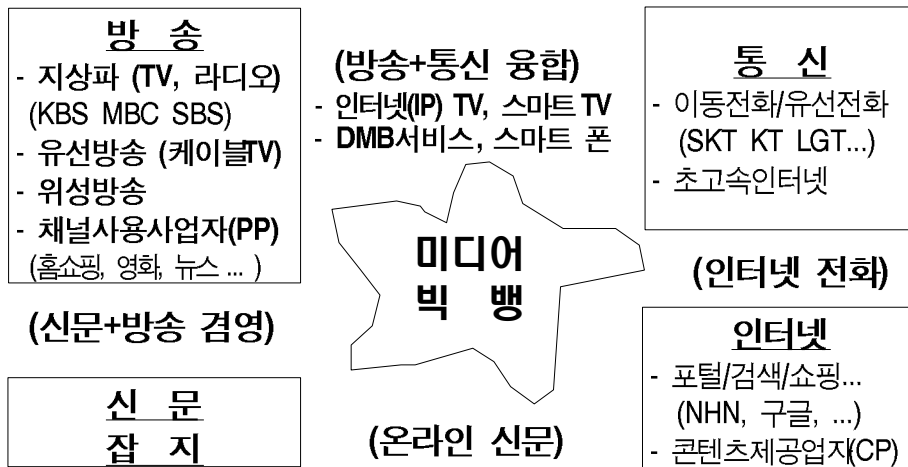 방 송
- 지상파 (TV, 라디오)
(KBS MBC SBS)
- 유선방송 (케이블TV)
- 위성방송
- 채널사용사업자(PP)
(홈쇼핑, 영화, 뉴스 ... )
(방송+통신 융합)
- 인터넷(IP) TV, 스마트TV
- DMB서비스, 스마트 폰
통 신
- 이동전화/유선전화
(SKT KT LGT...)
- 초고속인터넷
미디어
빅 뱅
(인터넷 전화)
(신문+방송 겸영)
인터넷
- 포털/검색/쇼핑...
(NHN, 구글, ...)
- 콘텐츠제공업자(CP)
신 문
잡 지
(온라인 신문)